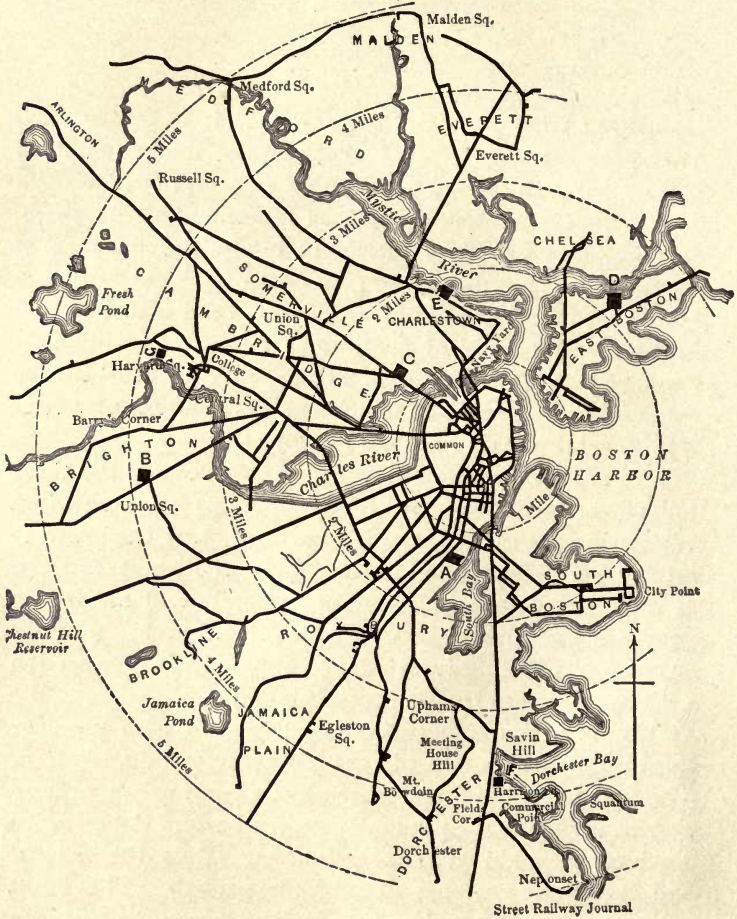 Malden Sq.
MALDEN
Medford Sq.
MEDFORD
ARLINGTON
5 Miles
4 Miles
EVERETT
Everett Sq.
Russell Sq.
Mystic
River
3 Miles
CHELSEA
D
EAST BOSTON
Fresh
Pond
CAMBRIDGE
SOMERVILLE
2 Miles
E
CHARLESTOWN
Navy Yard
Union
Sq.
C
G
Harvard Sq.
College
Central Sq.
Barry's Corner
BRIGHTON
B
Union Sq.
COMMON
Charles River
BOSTON
HARBOR
Mile
3 Miles
2 Miles
A
South Bay
SOUTH
BOSTON
City Point
Chestnut Hill
Reservoir
ROXBURY
BROOKLINE
4 Miles
N
Jamaica
Pond
JAMAICA
PLAIN
5 Miles
Egleston
Sq.
Uphams
Corner
Meeting
House
Hill
Savin
Hill
F
Dorchester Bay
Harrison Sq.
Mt.
Bowdoin
Fields
Cor.
Commercial
Point
Squantum
DORCHESTER
Dorchester
Neponset
Street Railway Journal